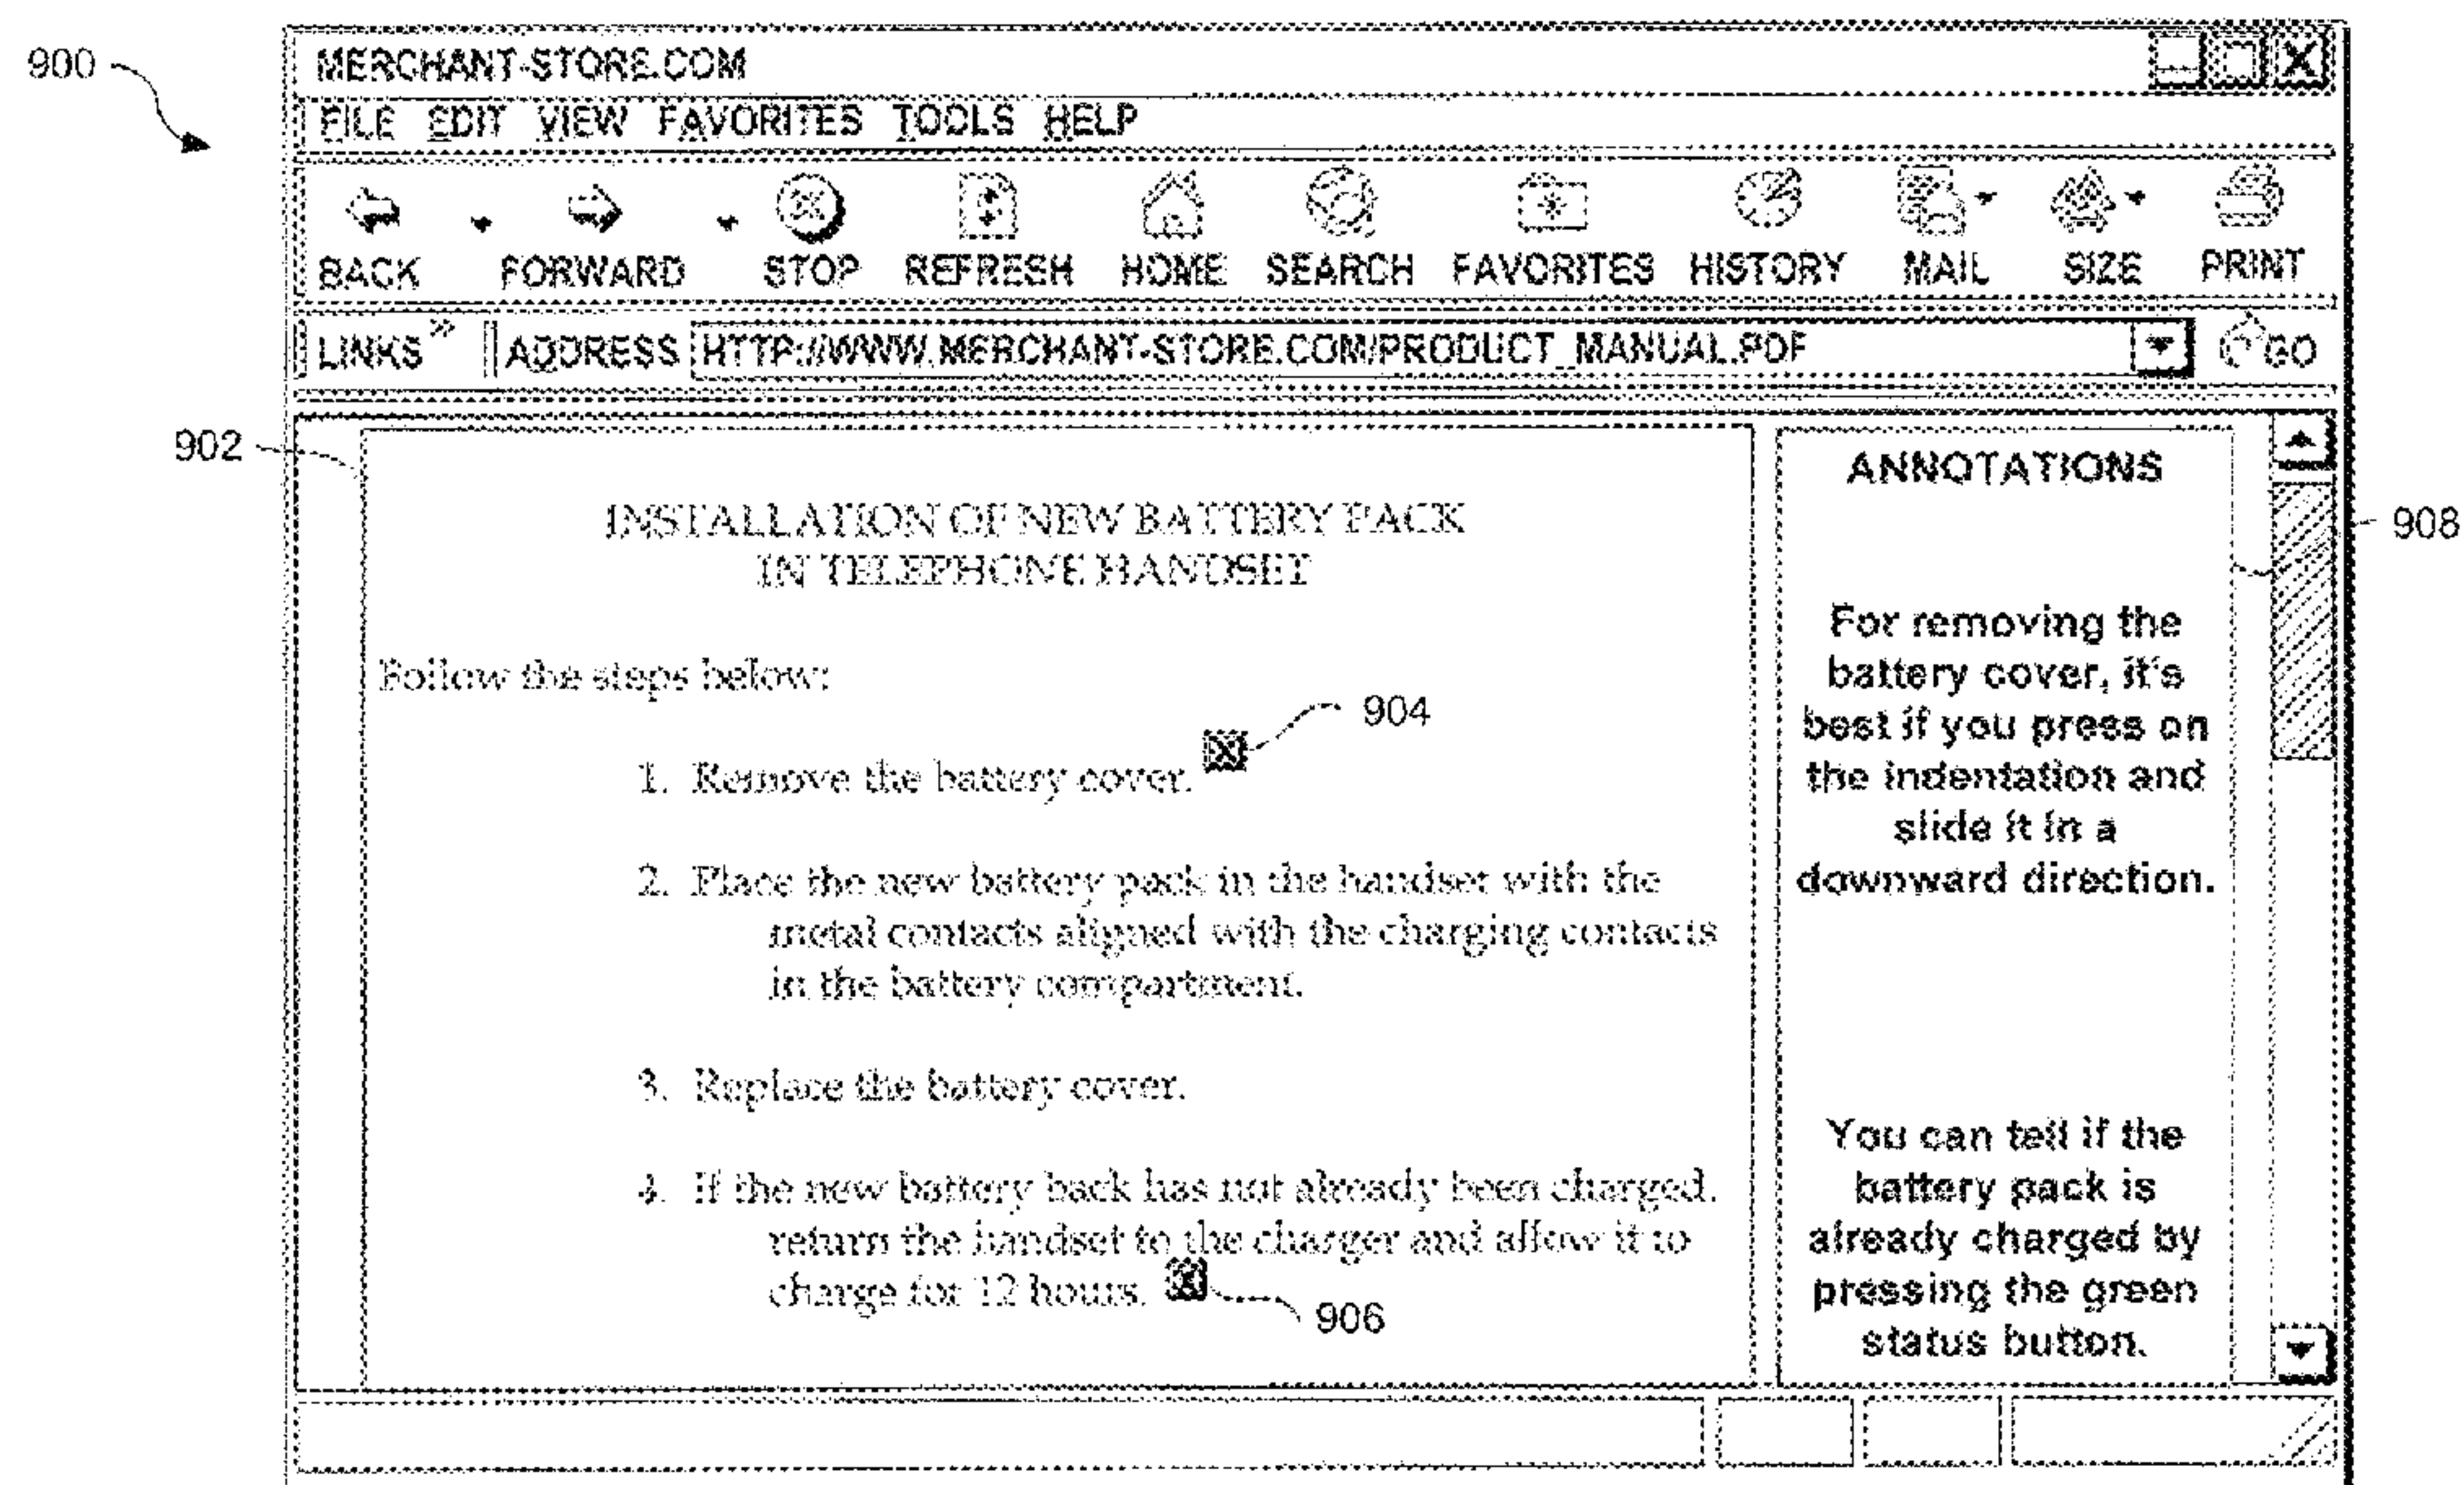 900
MERCHANT-STORE.COM
FILE EDIT VIEW FAVORITES TOOLS HELP
BACK FORWARD STOP REFRESH HOME SEARCH FAVORITES HISTORY MAIL SIZE PRINT
LINKS » ADDRESS HTTP://WWW.MERCHANT-STORE.COM/PRODUCT_MANUAL.PDF GO
902
INSTALLATION OF NEW BATTERY PACK
IN TELEPHONE HANDSET
Follow the steps below:
904
1. Remove the battery cover.
2. Place the new battery pack in the handset with the
metal contacts aligned with the charging contacts
in the battery compartment.
3. Replace the battery cover.
4. If the new battery back has not already been charged,
return the handset to the charger and allow it to
charge for 12 hours.
906
ANNOTATIONS
908
For removing the
battery cover, it's
best if you press on
the indentation and
slide it in a
downward direction.
You can tell if the
battery pack is
already charged by
pressing the green
status button.